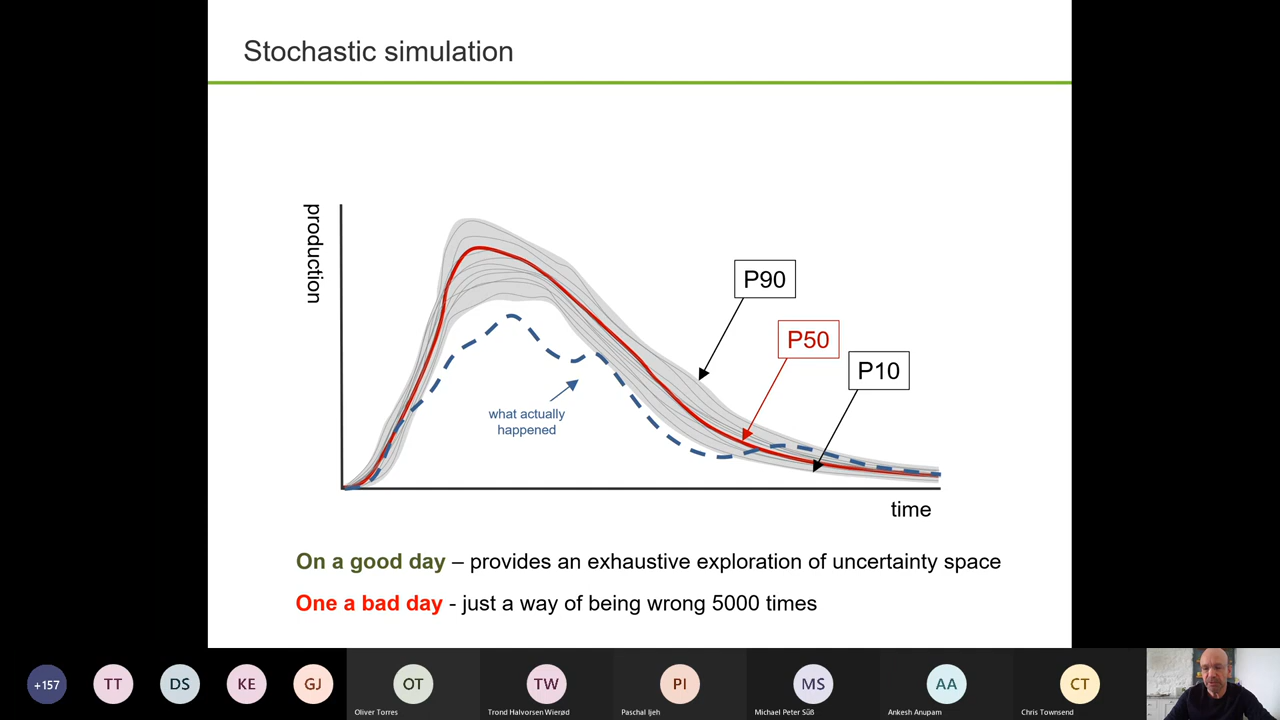 Stochastic simulation
production
P90
P50
P10
what actually
happened
time
On a good day – provides an exhaustive exploration of uncertainty space
One a bad day - just a way of being wrong 5000 times
+157
TT
DS
KE
GJ
OT
TW
PI
MS
AA
CT
Oliver Torres
Trond Halvorsen Wierød
Paschal Ijeh
Michael Peter Süß
Ankesh Anupam
Chris Townsend